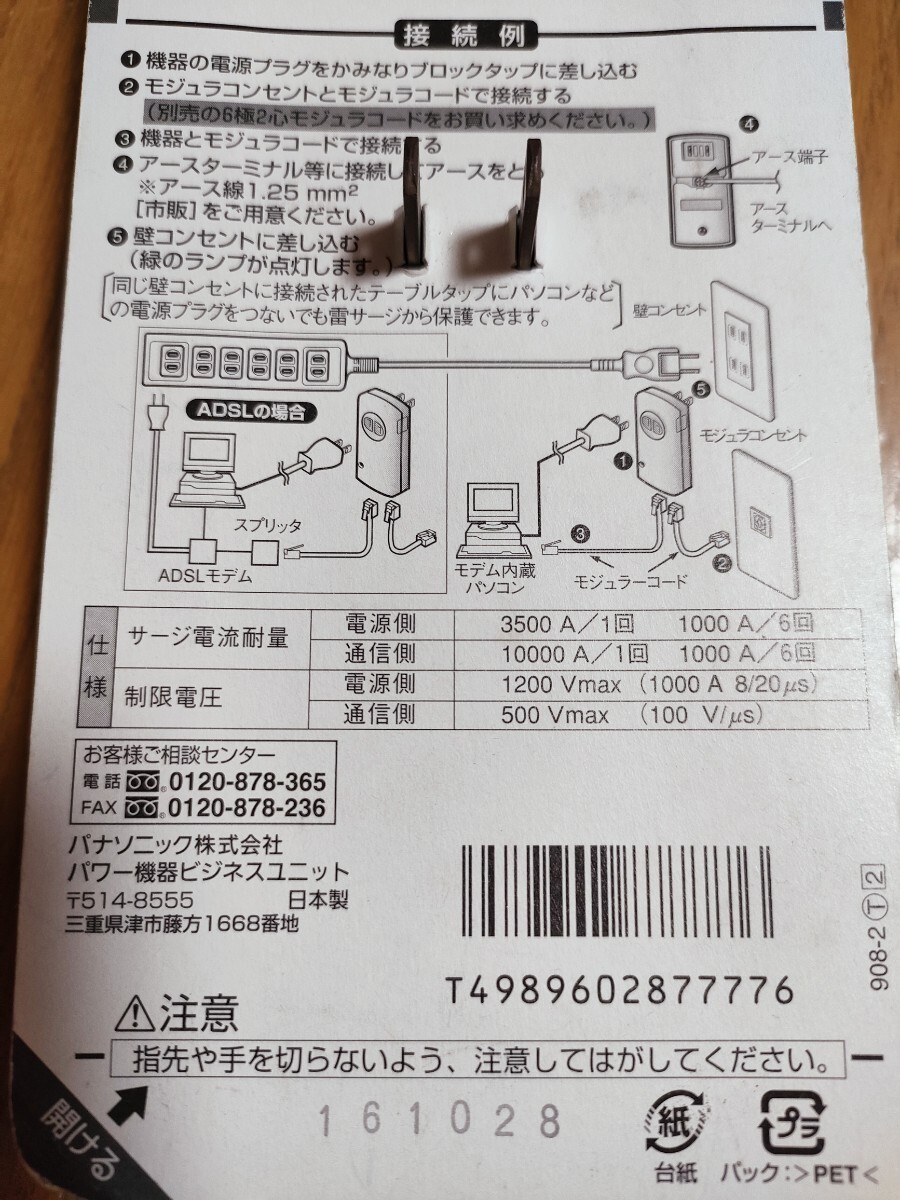 接続例
❶ 機器の電源プラグをかみなりブロックタップに差し込む
❷ モジュラコンセントとモジュラコードで接続する
(別売の6極2心モジュラコードをお買い求めください。)
❸ 機器とモジュラコードで接続する
❹ アースターミナル等に接続してアースをとる
※アース線1.25 mm²
[市販]をご用意ください。
❺ 壁コンセントに差し込む
(緑のランプが点灯します。)
[同じ壁コンセントに接続されたテーブルタップにパソコンなど
の電源プラグをつないでも雷サージから保護できます。]
❹
アース端子
アース
ターミナルへ
壁コンセント
❺
ADSLの場合
モジュラコンセント
❶
スプリッタ
ADSLモデム
❸
モデム内蔵
パソコン
モジュラーコード
❷
仕様
サージ電流耐量
電源側 3500 A/1回 1000 A/6回
通信側 10000 A/1回 1000 A/6回
制限電圧
電源側 1200 Vmax (1000 A 8/20μs)
通信側 500 Vmax (100 V/μs)
お客様ご相談センター
電話 0120-878-365
FAX 0120-878-236
パナソニック株式会社
パワー機器ビジネスユニット
〒514-8555 日本製
三重県津市藤方1668番地
T4989602877776
908-2 Ⓣ 2
⚠注意
指先や手を切らないよう、注意してはがしてください。
開ける
161028
紙
台紙
プラ
パック:>PET<